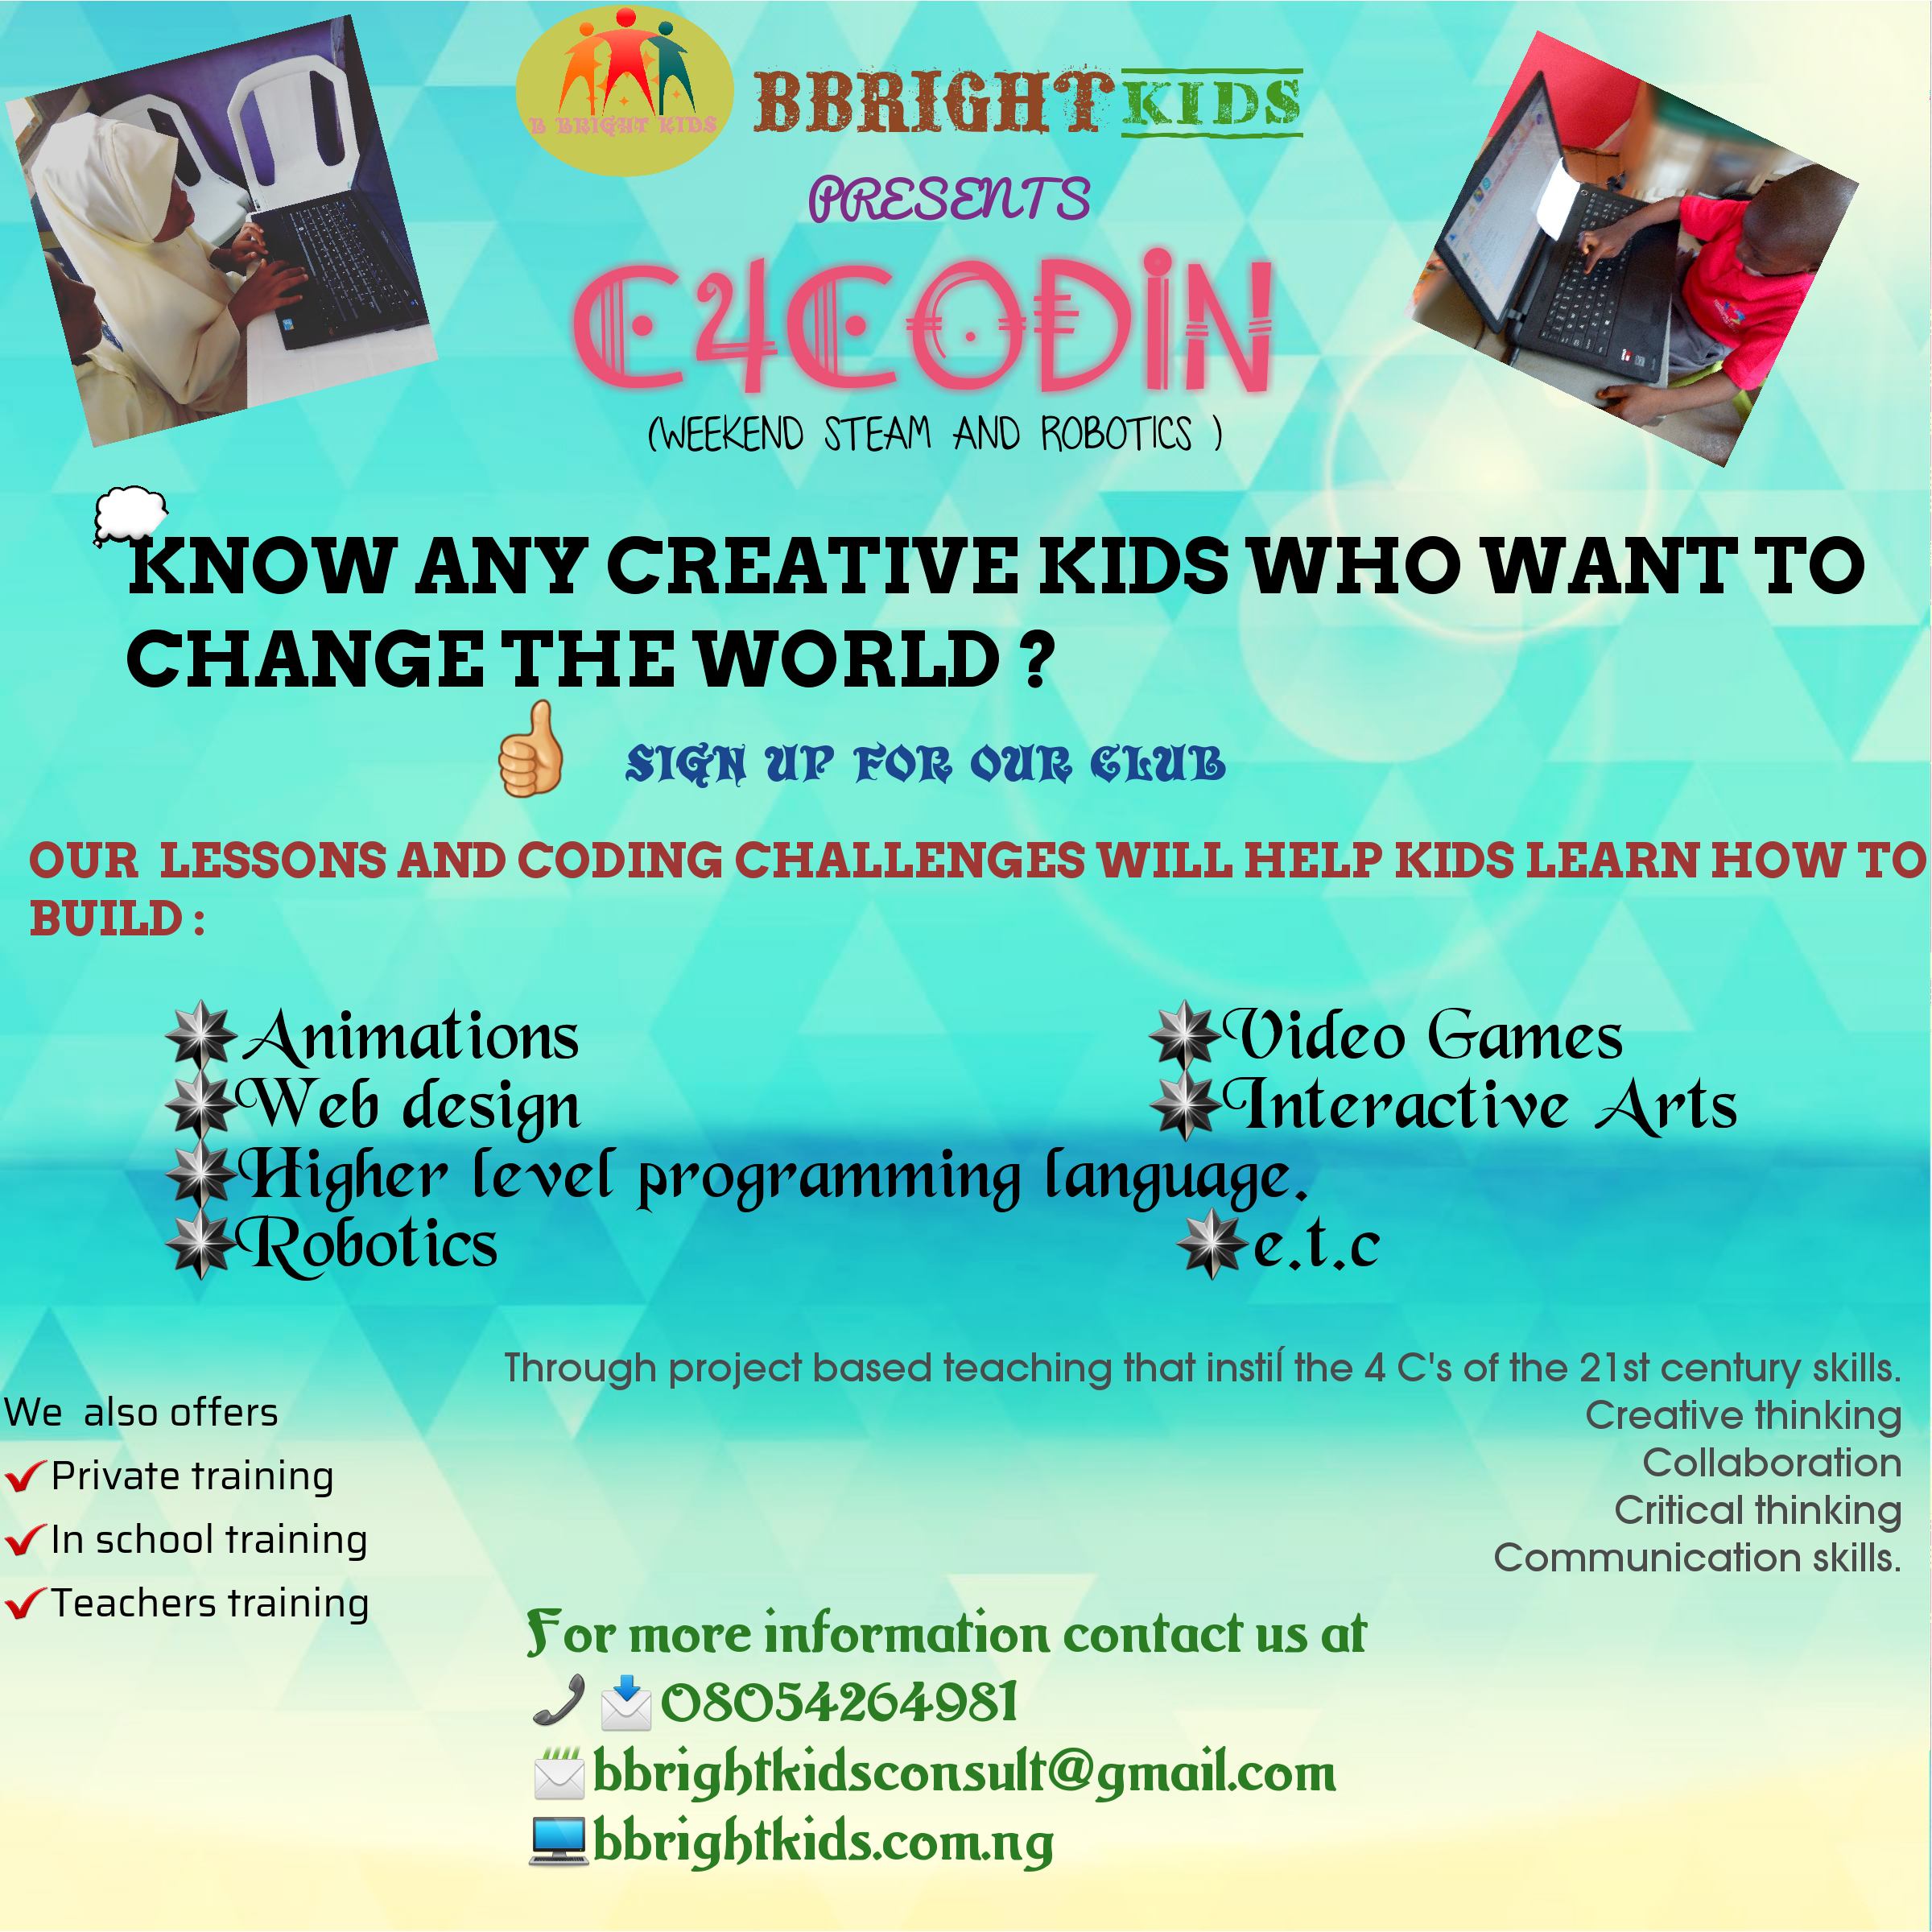 B BRIGHT KIDS
BBRIGHT KIDS
PRESENTS
C4CODIN
(WEEKEND STEAM AND ROBOTICS )
KNOW ANY CREATIVE KIDS WHO WANT TO
CHANGE THE WORLD ?
SIGN UP FOR OUR CLUB
OUR LESSONS AND CODING CHALLENGES WILL HELP KIDS LEARN HOW TO
BUILD :
Animations
Video Games
Web design
Interactive Arts
Higher level programming language.
Robotics
e.t.c
Through project based teaching that instiĺ the 4 C's of the 21st century skills.
Creative thinking
Collaboration
Critical thinking
Communication skills.
We also offers
Private training
In school training
Teachers training
For more information contact us at
08054264981
bbrightkidsconsult@gmail.com
bbrightkids.com.ng